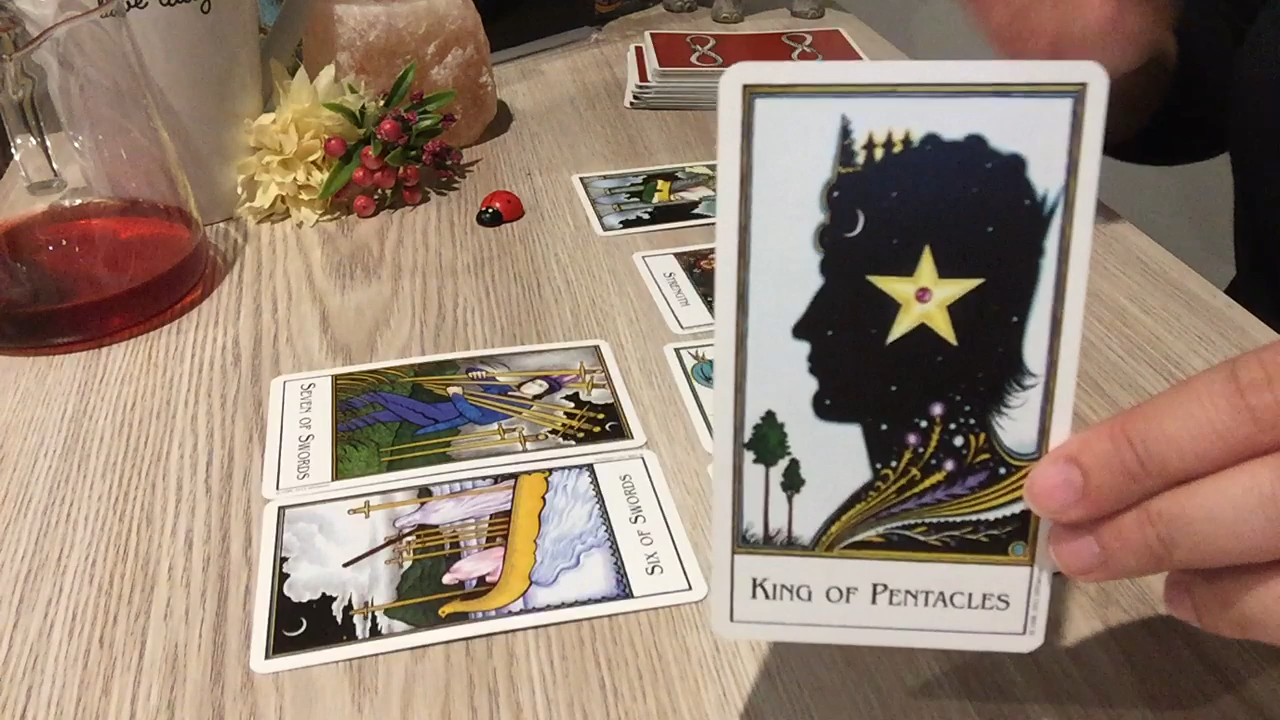 STRENGTH
SEVEN OF SWORDS
SIX OF SWORDS
KING OF PENTACLES